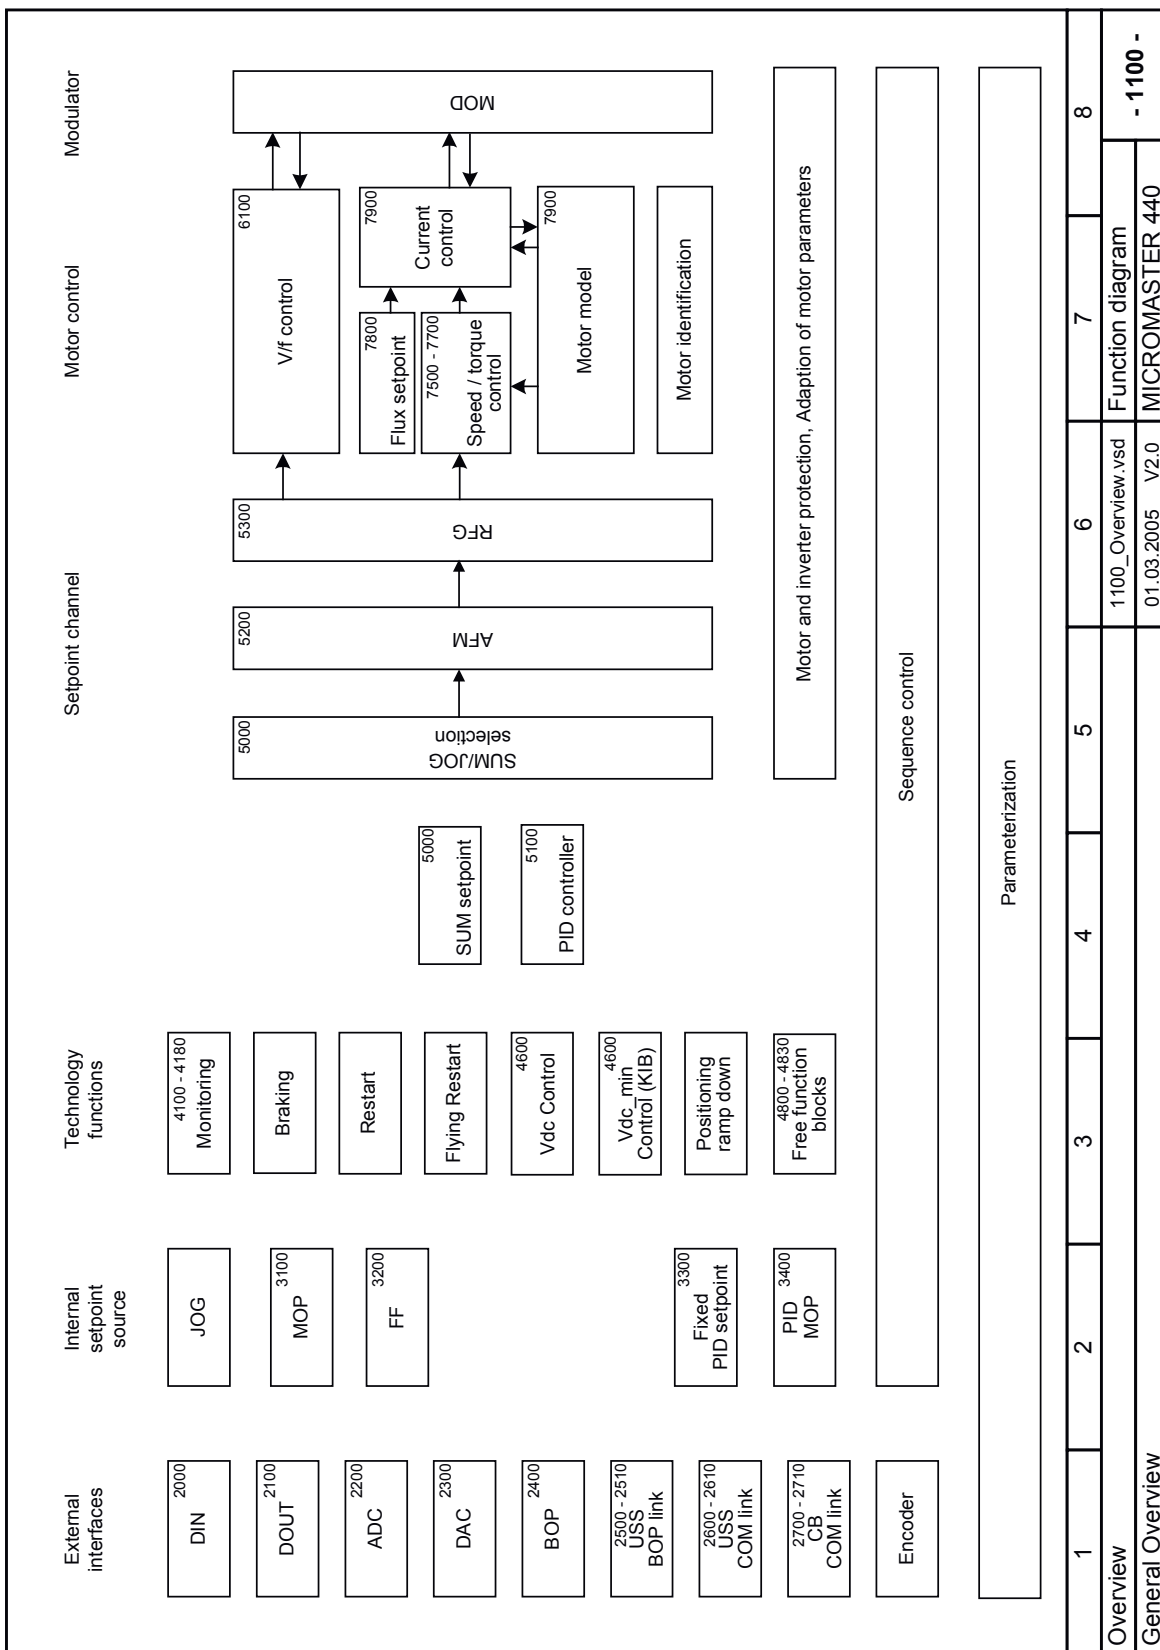 External
interfaces
Internal
setpoint
source
Technology
functions
Setpoint channel
Motor control
Modulator
2000
DIN
2100
DOUT
2200
ADC
2300
DAC
2400
BOP
2500 - 2510
USS
BOP link
2600 - 2610
USS
COM link
2700 - 2710
CB
COM link
Encoder
JOG
3100
MOP
3200
FF
3300
Fixed
PID setpoint
3400
PID
MOP
4100 - 4180
Monitoring
Braking
Restart
Flying Restart
4600
Vdc Control
4600
Vdc_min
Control (KIB)
Positioning
ramp down
4800 - 4830
Free function
blocks
5000
SUM setpoint
5100
PID controller
5000
SUM/JOG
selection
5200
AFM
5300
RFG
6100
V/f control
7800
Flux setpoint
7500 - 7700
Speed / torque
control
7900
Current
control
7900
Motor model
Motor identification
MOD
Motor and inverter protection, Adaption of motor parameters
Sequence control
Parameterization
1 2 3 4 5 6 7 8
Overview
1100_Overview.vsd
Function diagram
- 1100 -
General Overview
01.03.2005 V2.0
MICROMASTER 440